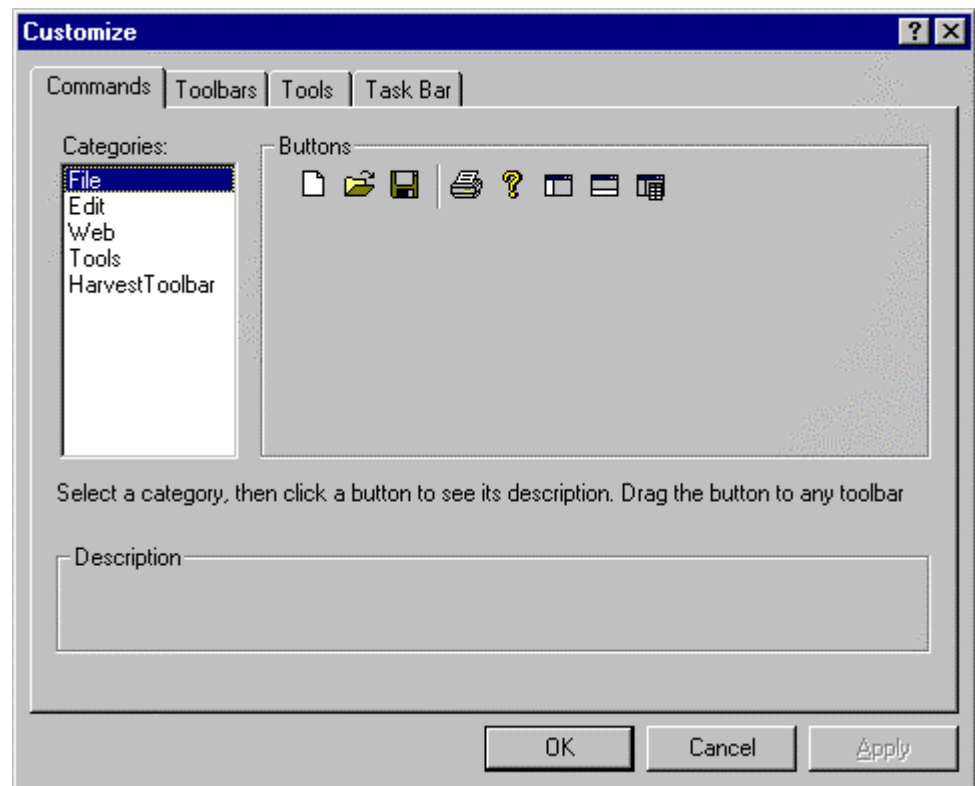 Customize
Commands Toolbars Tools Task Bar
Categories:
File
Edit
Web
Tools
HarvestToolbar
Buttons
Select a category, then click a button to see its description. Drag the button to any toolbar
Description
OK Cancel Apply